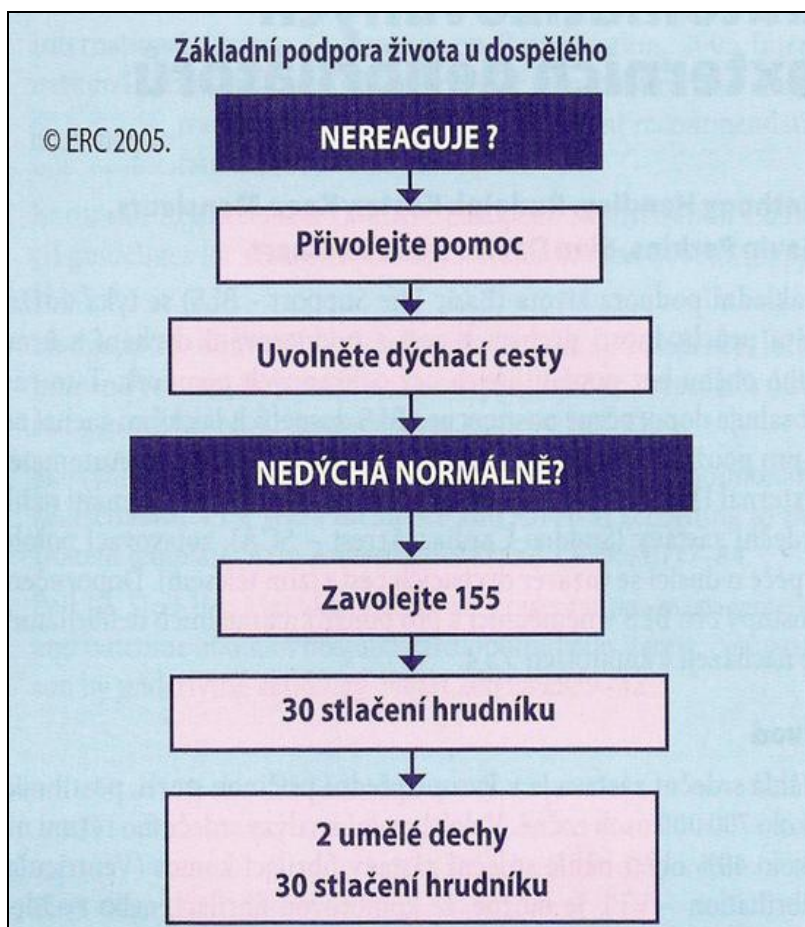 Základní podpora života u dospělého
© ERC 2005.
NEREAGUJE ?
Přivolejte pomoc
Uvolněte dýchací cesty
NEDÝCHÁ NORMÁLNĚ?
Zavolejte 155
30 stlačení hrudníku
2 umělé dechy
30 stlačení hrudníku